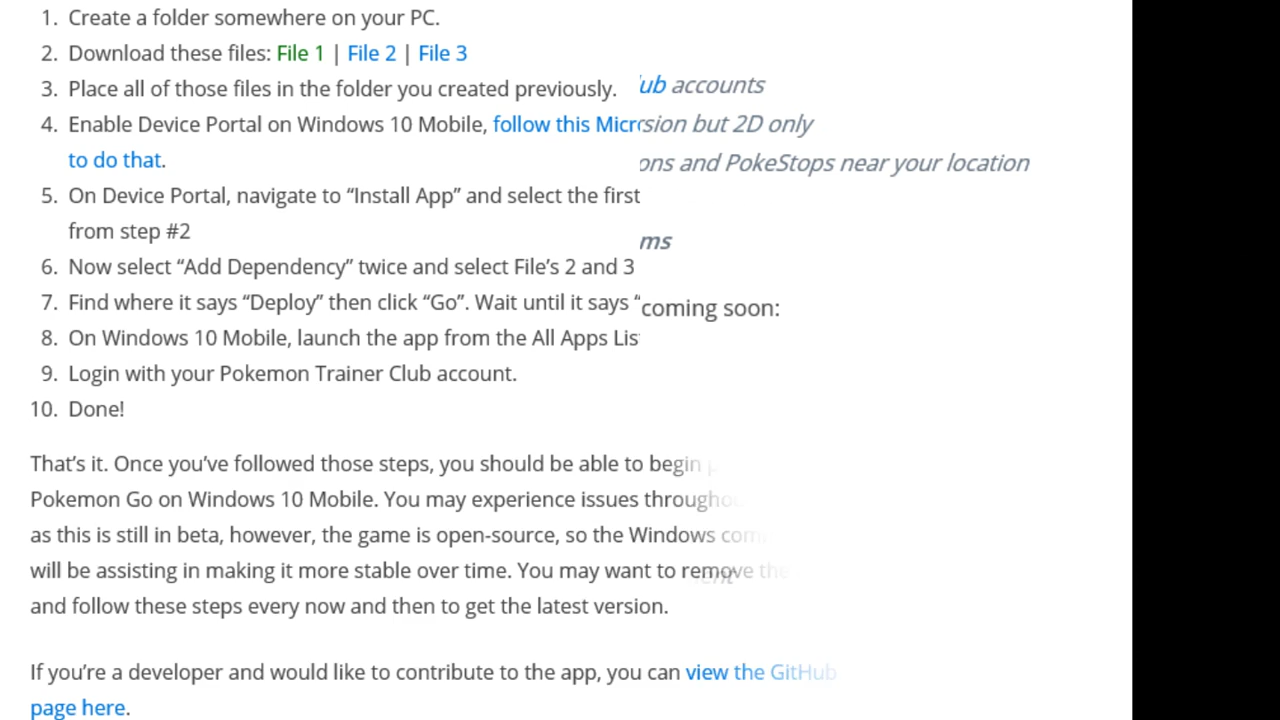 1. Create a folder somewhere on your PC.
2. Download these files: File 1 | File 2 | File 3
3. Place all of those files in the folder you created previously.
ub accounts
4. Enable Device Portal on Windows 10 Mobile, follow this Micr
sion but 2D only
to do that.
ons and PokeStops near your location
5. On Device Portal, navigate to “Install App” and select the first
from step #2
ms
6. Now select “Add Dependency” twice and select File’s 2 and 3
7. Find where it says “Deploy” then click “Go”. Wait until it says “
coming soon:
8. On Windows 10 Mobile, launch the app from the All Apps Lis
9. Login with your Pokemon Trainer Club account.
10. Done!
That’s it. Once you’ve followed those steps, you should be able to begin
Pokemon Go on Windows 10 Mobile. You may experience issues throughou
as this is still in beta, however, the game is open-source, so the Windows com
will be assisting in making it more stable over time. You may want to remove the
and follow these steps every now and then to get the latest version.
If you’re a developer and would like to contribute to the app, you can view the GitHub
page here.